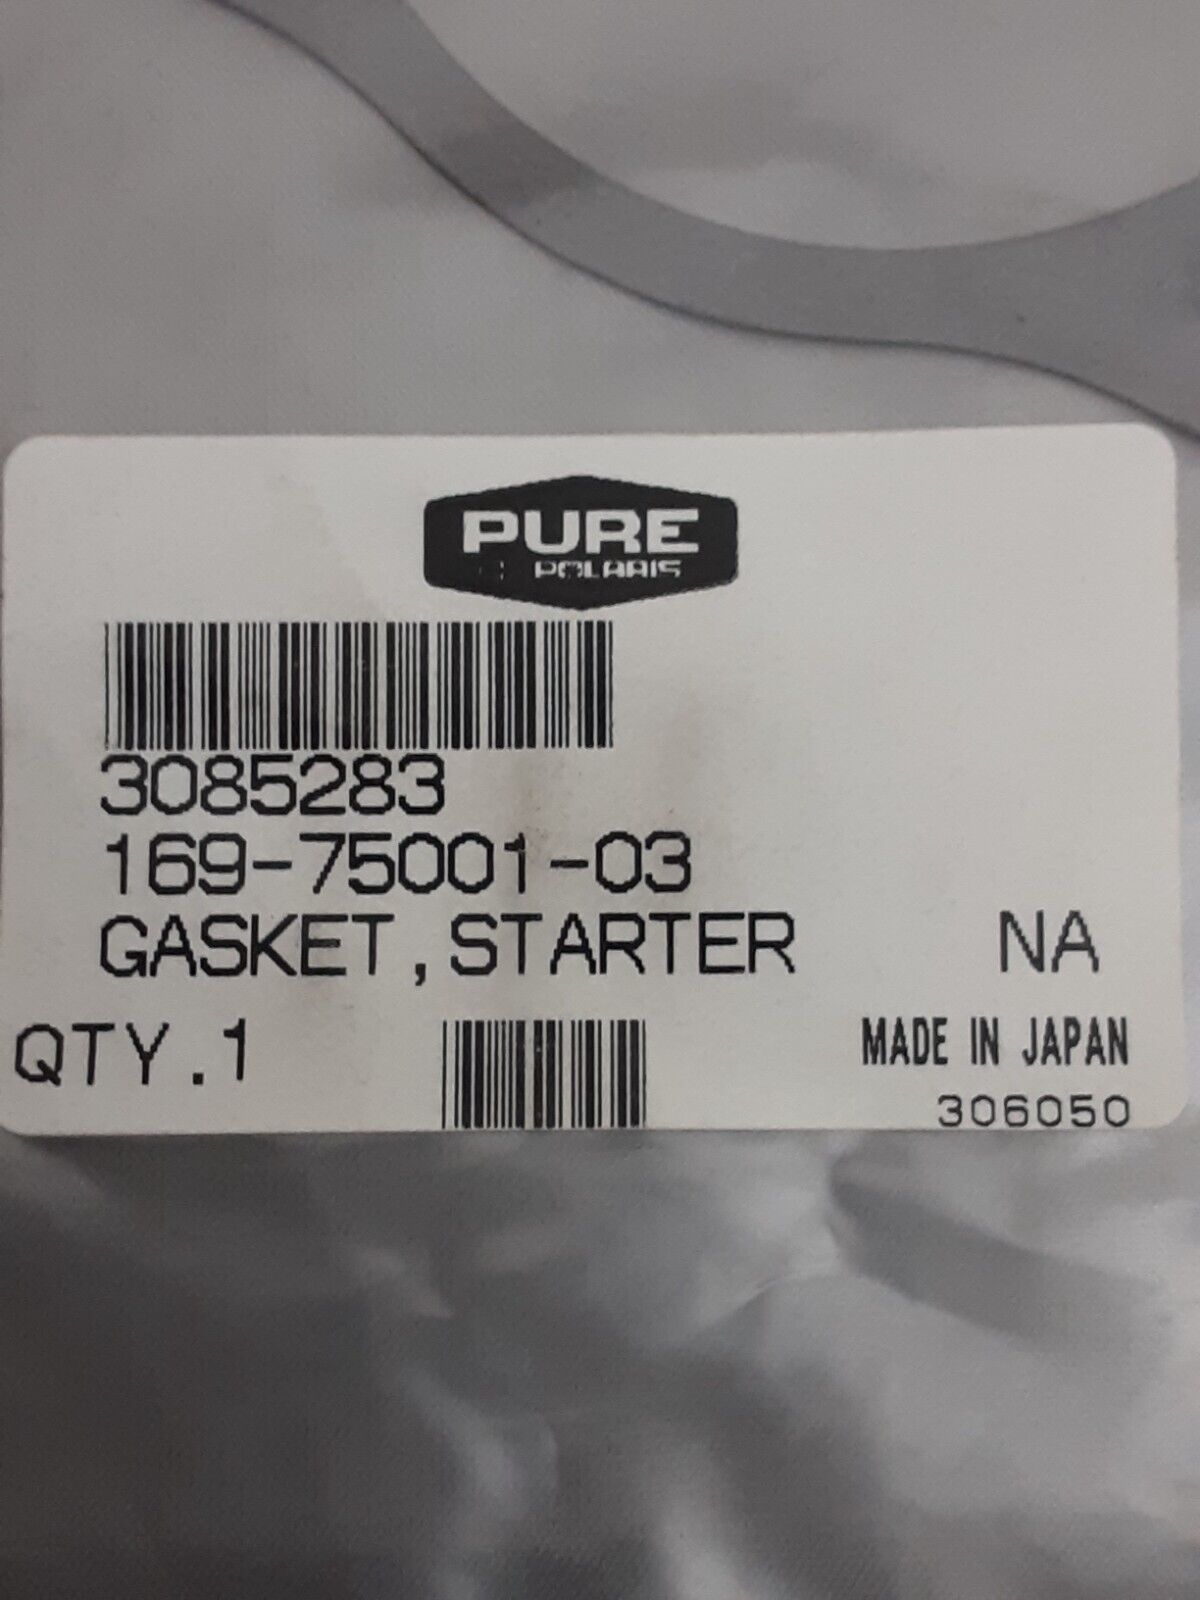 PURE
POLARIS
3085283
169-75001-03
GASKET,STARTER NA
QTY.1
MADE IN JAPAN
306050